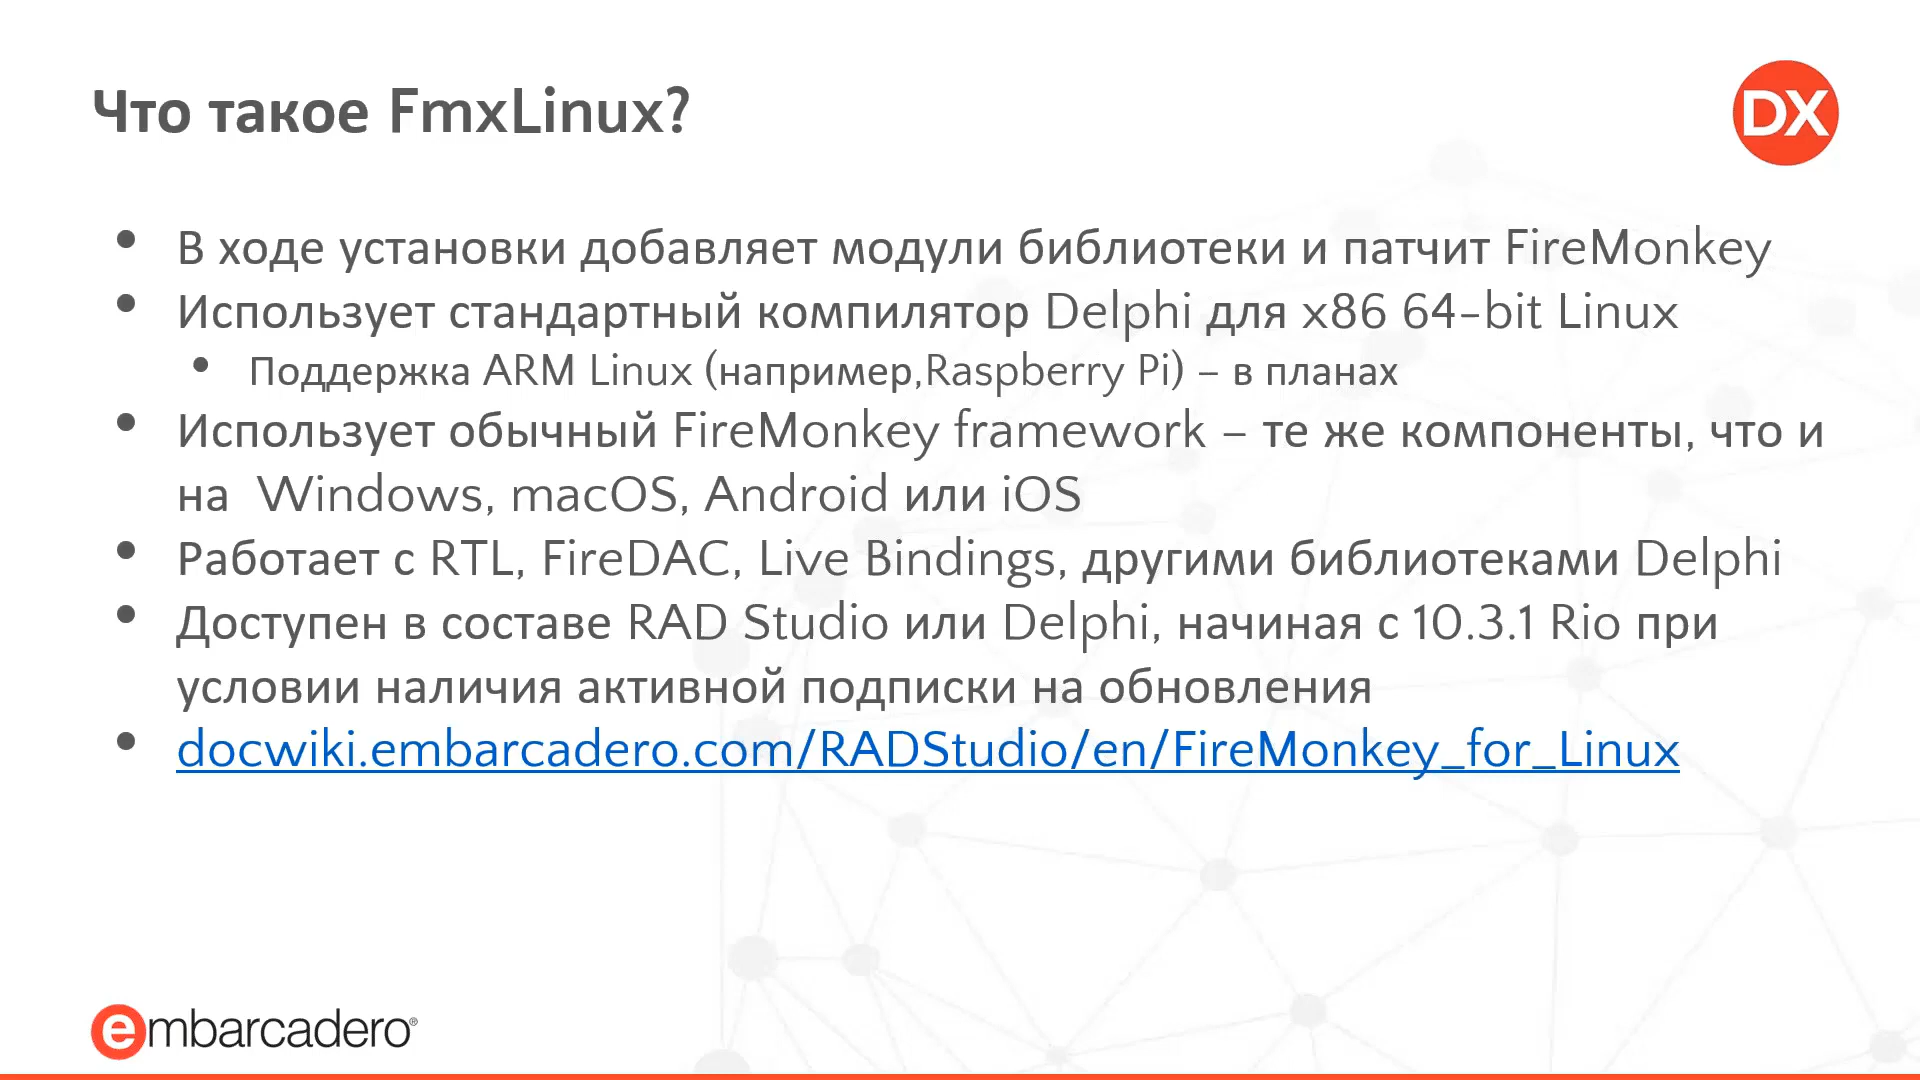 Что такое FmxLinux?
DX
• В ходе установки добавляет модули библиотеки и патчит FireMonkey
• Использует стандартный компилятор Delphi для x86 64-bit Linux
• Поддержка ARM Linux (например,Raspberry Pi) – в планах
• Использует обычный FireMonkey framework – те же компоненты, что и
на Windows, macOS, Android или iOS
• Работает с RTL, FireDAC, Live Bindings, другими библиотеками Delphi
• Доступен в составе RAD Studio или Delphi, начиная с 10.3.1 Rio при
условии наличия активной подписки на обновления
• docwiki.embarcadero.com/RADStudio/en/FireMonkey_for_Linux
embarcadero®